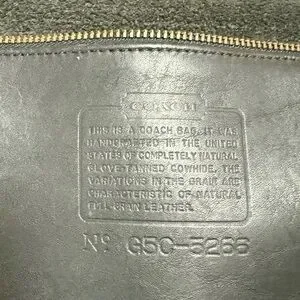 COACH
THIS IS A COACH BAG. IT WAS
HANDCRAFTED IN THE UNITED
STATES OF COMPLETELY NATURAL
GLOVE TANNED COWHIDE. THE
VARIATIONS IN THE GRAIN ARE
CHARACTERISTIC OF NATURAL
FULL-GRAIN LEATHER.
No G5C-5265